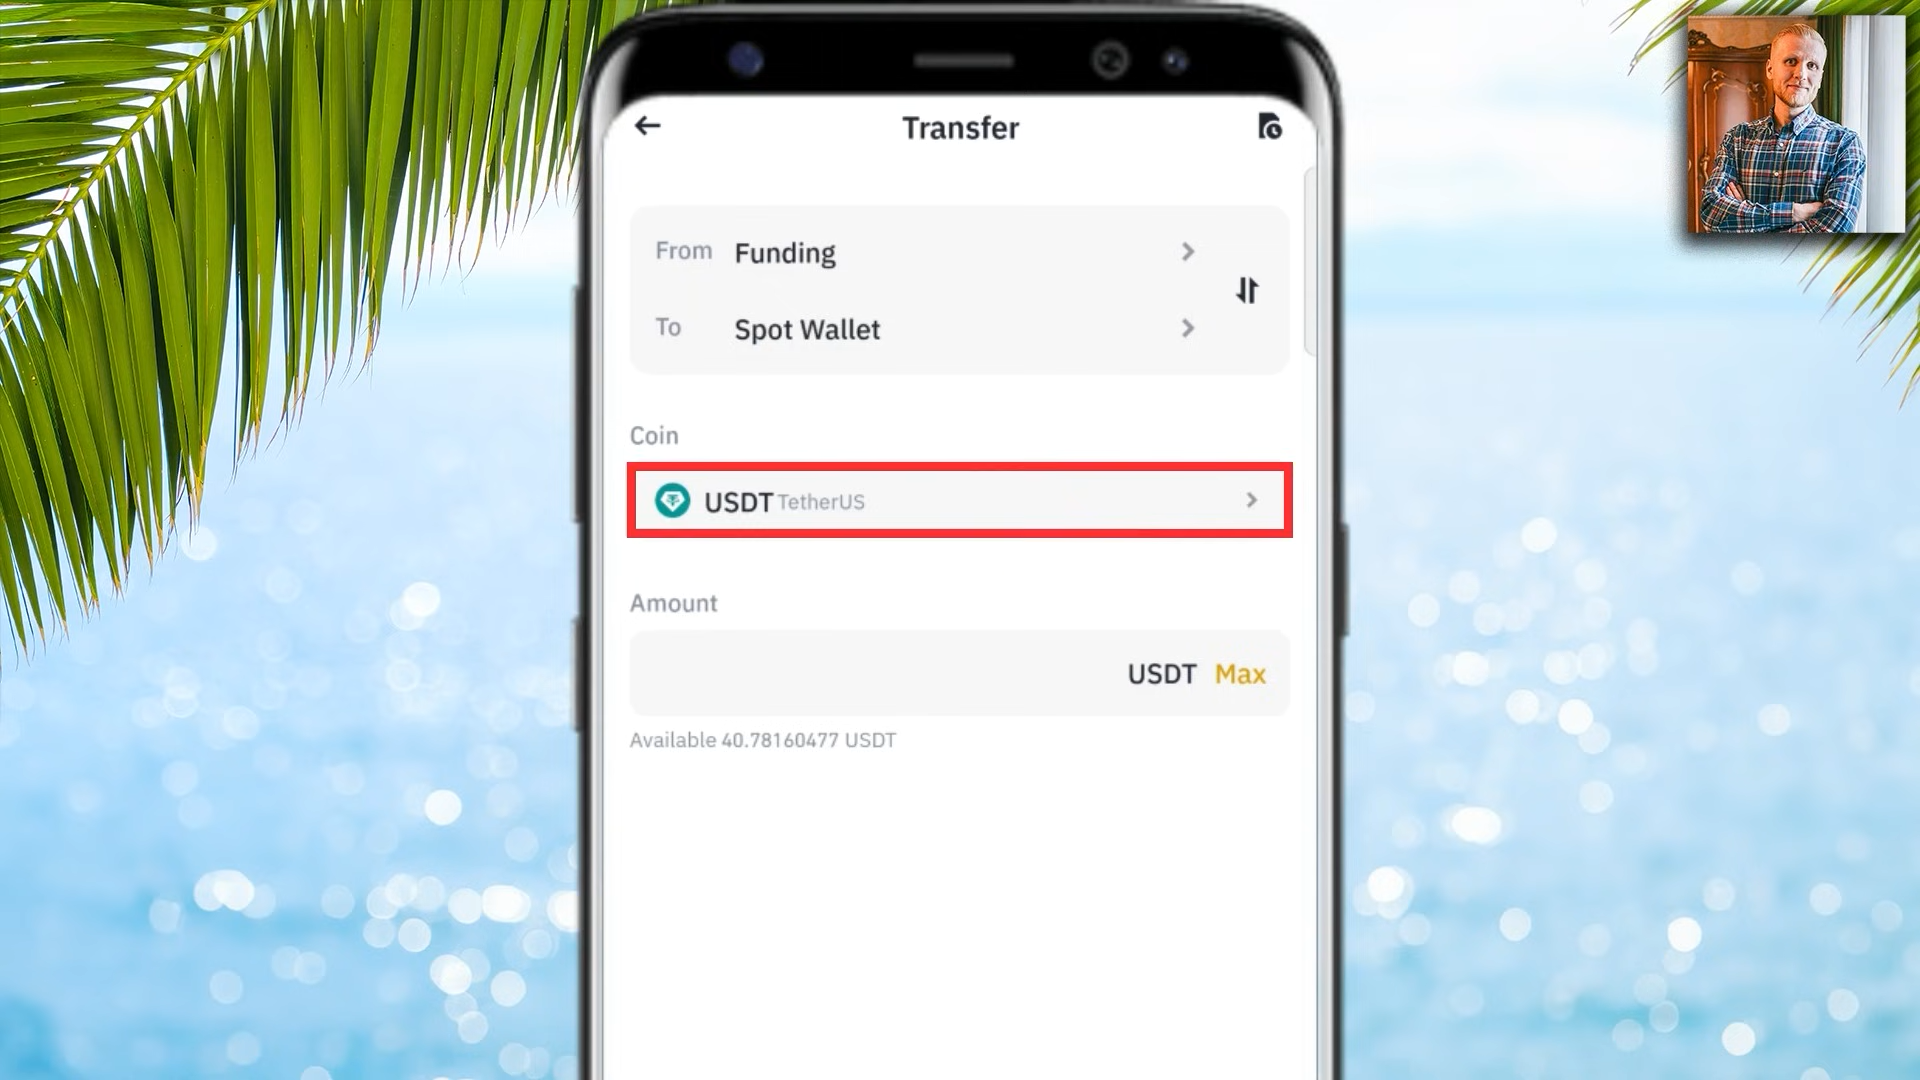 Transfer
From Funding
To Spot Wallet
Coin
USDT TetherUS
Amount
USDT Max
Available 40.78160477 USDT